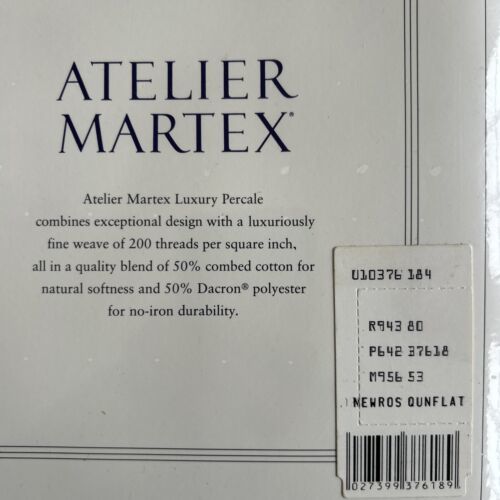 ATELIER
MARTEX®
Atelier Martex Luxury Percale
combines exceptional design with a luxuriously
fine weave of 200 threads per square inch,
all in a quality blend of 50% combed cotton for
natural softness and 50% Dacron® polyester
for no-iron durability.
U10376 184
R943 80
P642 37618
M956 53
NEWROS QUNFLAT
027399 376189